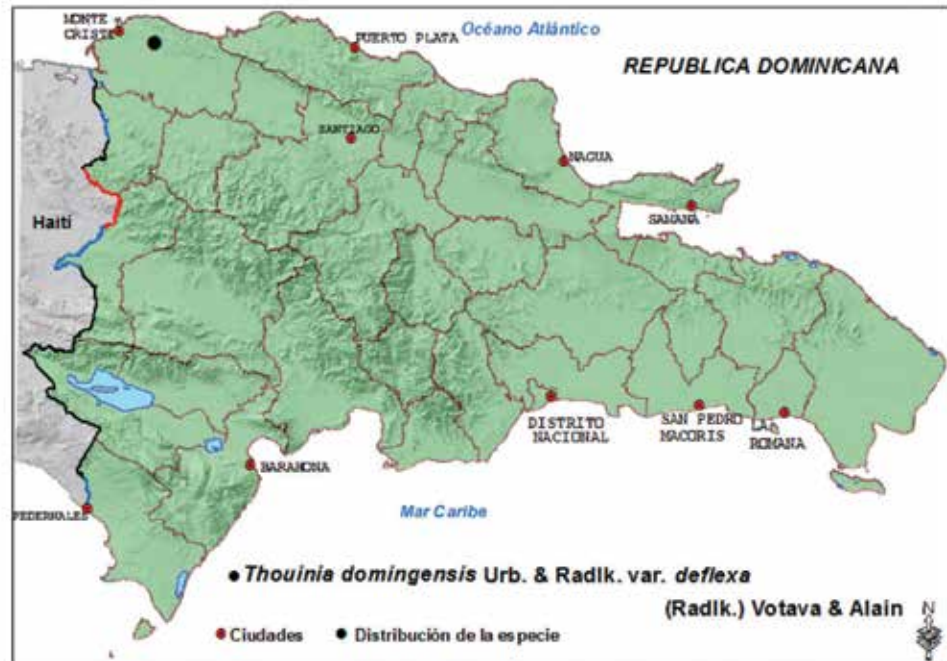 MONTE
CRISTI
PUERTO PLATA
Océano Atlántico
REPUBLICA DOMINICANA
SANTIAGO
NAGUA
SAMANA
Haití
DISTRITO
NACIONAL
SAN PEDRO
MACORIS
LA
ROMANA
BARAHONA
PEDERNALES
Mar Caribe
Thouinia domingensis Urb. & Radlk. var. deflexa
(Radlk.) Votava & Alain
Ciudades
Distribución de la especie
N